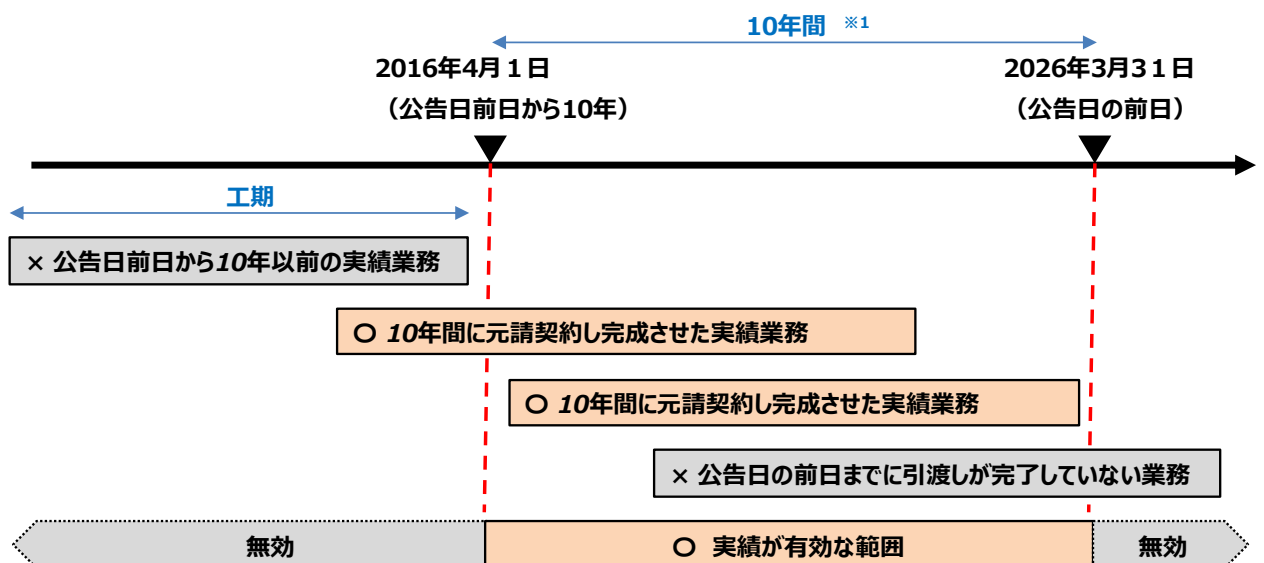 10年間 ※1
2016年4月１日
2026年3月3１日
（公告日前日から10年）
（公告日の前日）
工期
× 公告日前日から10年以前の実績業務
〇 10年間に元請契約し完成させた実績業務
〇 10年間に元請契約し完成させた実績業務
× 公告日の前日までに引渡しが完了していない業務
無効
〇 実績が有効な範囲
無効